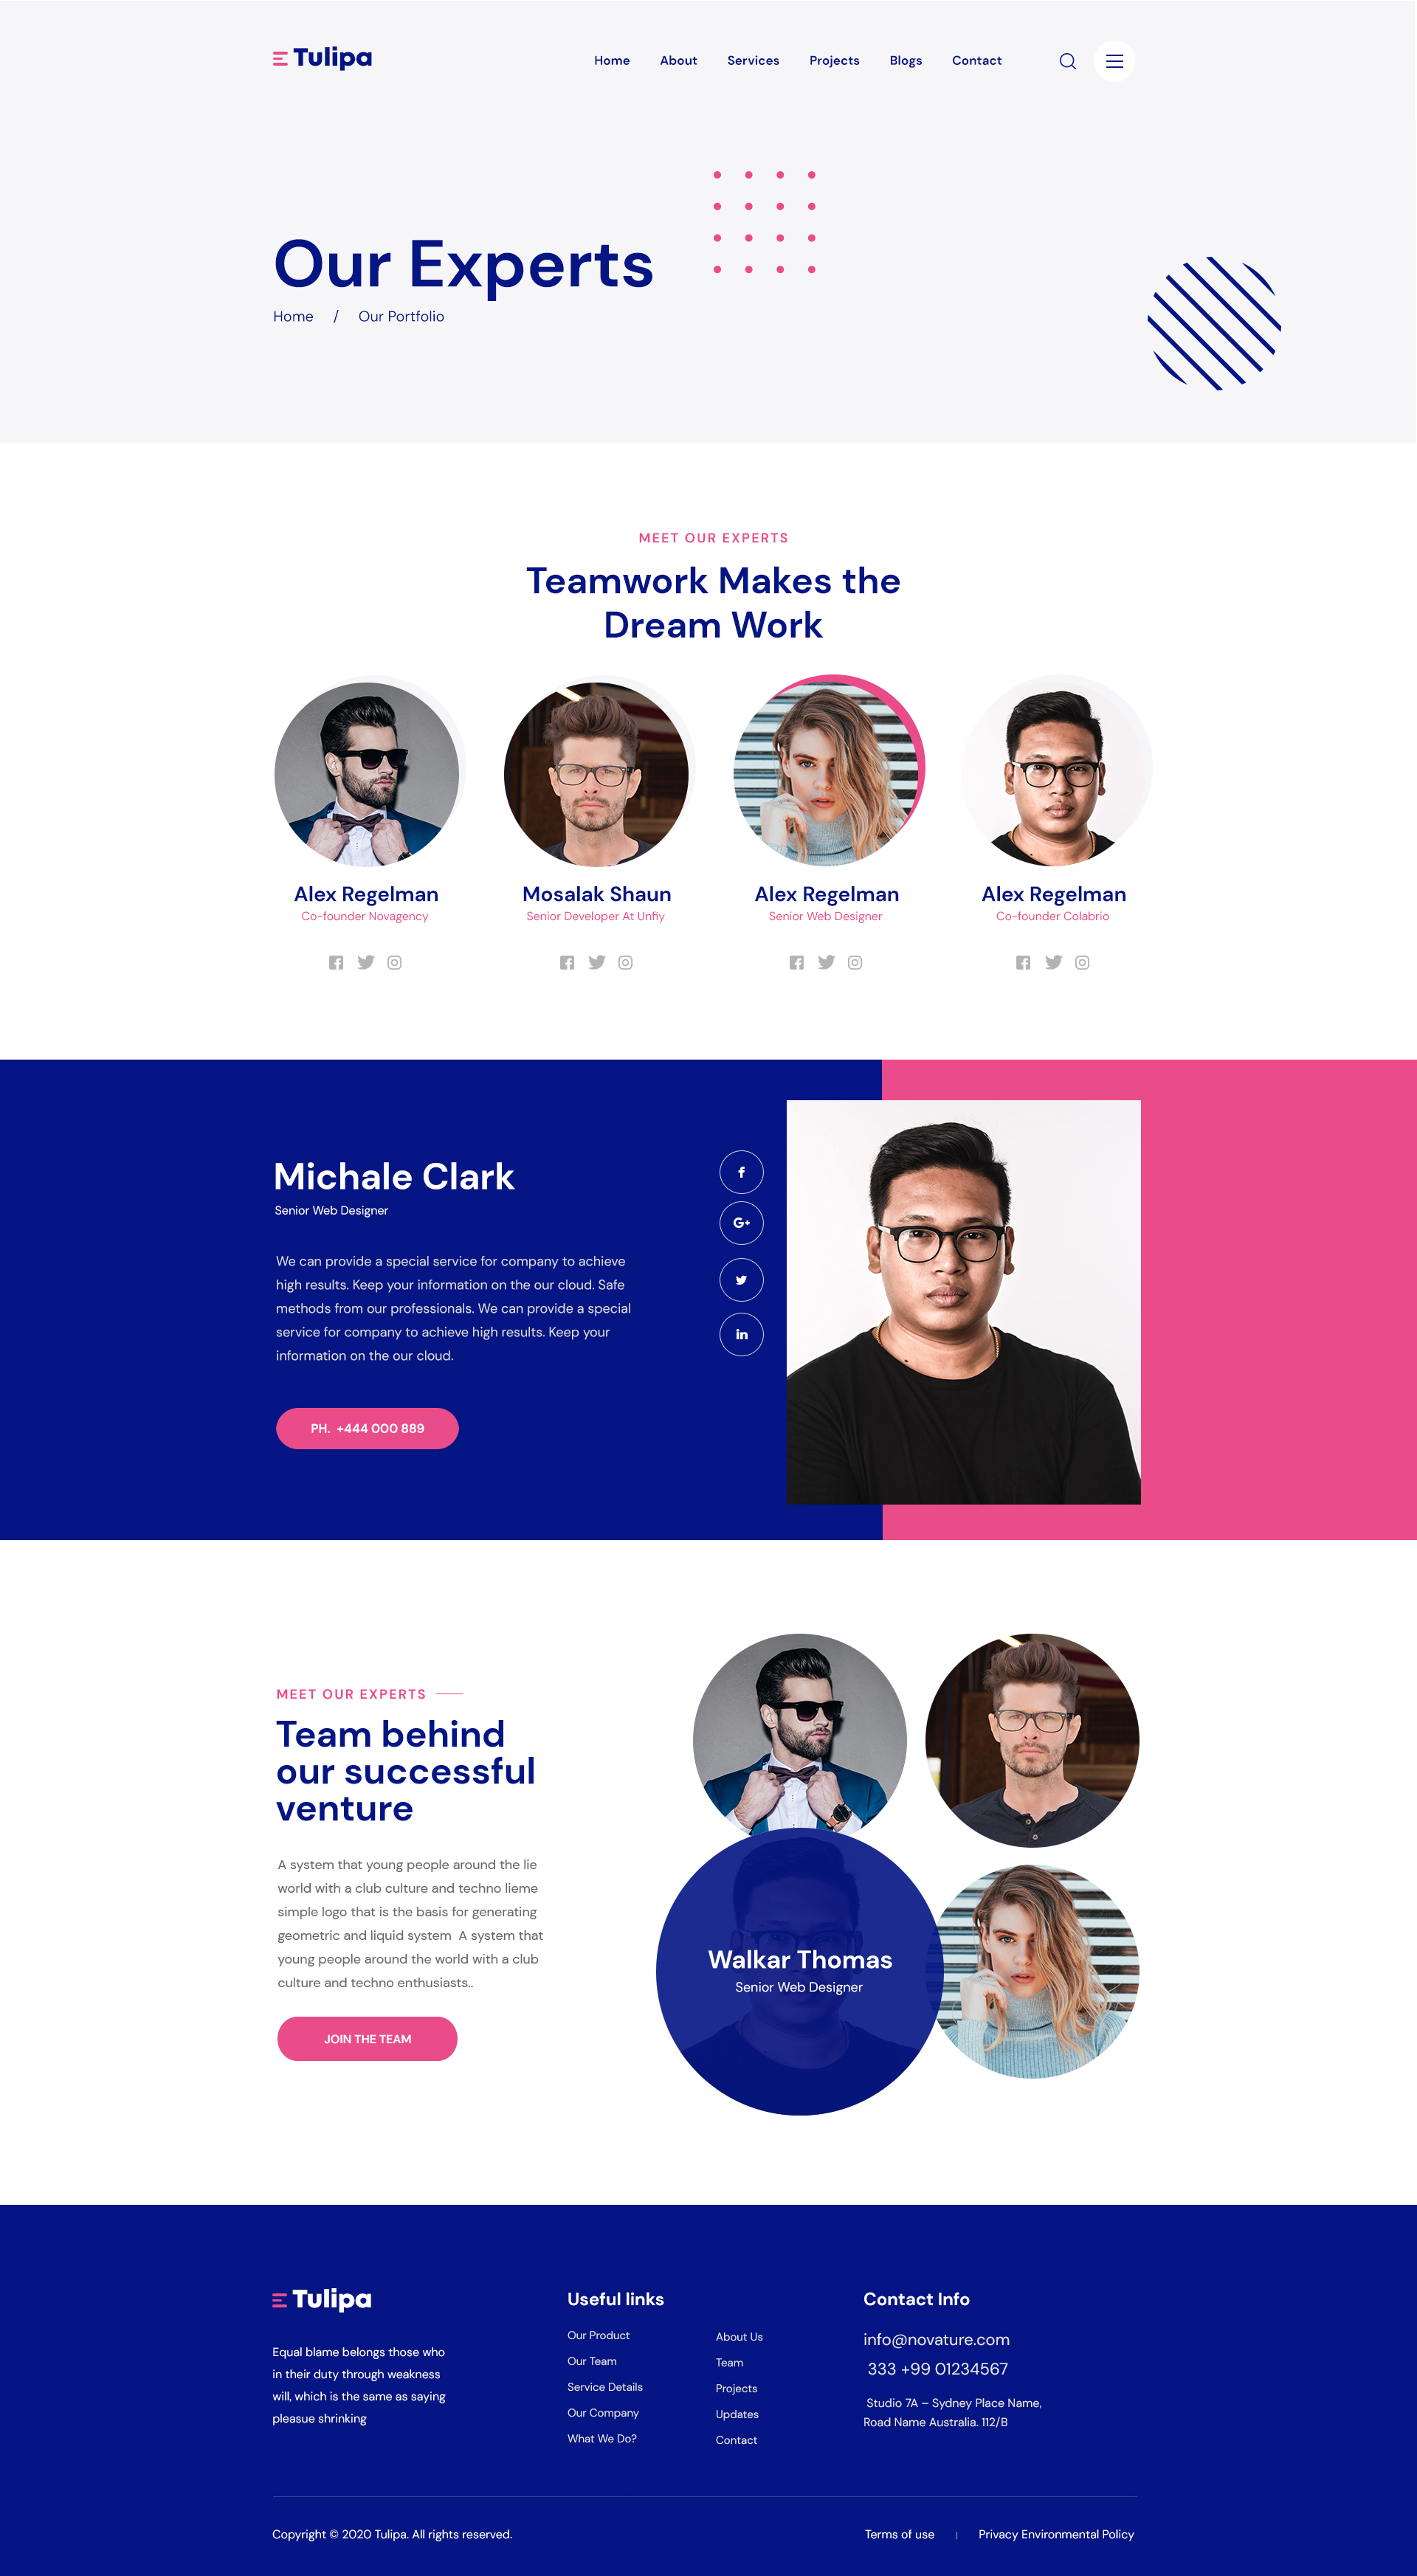 Tulipa
Home About Services Projects Blogs Contact
Our Experts
Home / Our Portfolio
MEET OUR EXPERTS
Teamwork Makes the
Dream Work
Alex Regelman
Co-founder Novagency
Mosalak Shaun
Senior Developer At Unfiy
Alex Regelman
Senior Web Designer
Alex Regelman
Co-founder Colabrio
Michale Clark
Senior Web Designer
We can provide a special service for company to achieve
high results. Keep your information on the our cloud. Safe
methods from our professionals. We can provide a special
service for company to achieve high results. Keep your
information on the our cloud.
PH. +444 000 889
f
G+
in
MEET OUR EXPERTS
Team behind
our successful
venture
A system that young people around the lie
world with a club culture and techno lieme
simple logo that is the basis for generating
geometric and liquid system A system that
young people around the world with a club
culture and techno enthusiasts..
JOIN THE TEAM
Walkar Thomas
Senior Web Designer
Tulipa
Equal blame belongs those who
in their duty through weakness
will, which is the same as saying
pleasue shrinking
Useful links
Our Product
Our Team
Service Details
Our Company
What We Do?
About Us
Team
Projects
Updates
Contact
Contact Info
info@novature.com
333 +99 01234567
Studio 7A – Sydney Place Name,
Road Name Australia. 112/B
Copyright © 2020 Tulipa. All rights reserved.
Terms of use | Privacy Environmental Policy